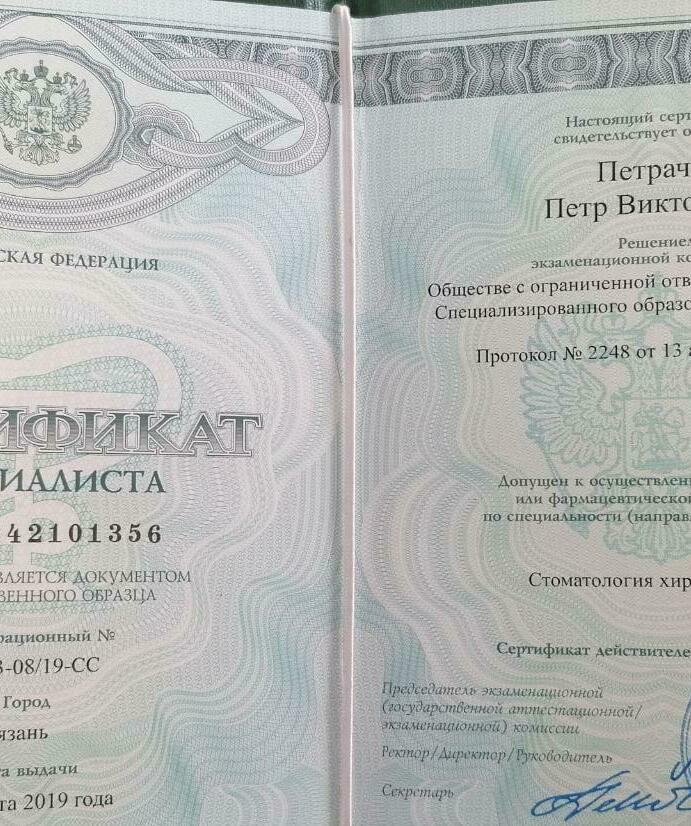 СКАЯ ФЕДЕРАЦИЯ
ИФИКАТ
ИАЛИСТА
42101356
ВЛЯЕТСЯ ДОКУМЕНТОМ
ВЕННОГО ОБРАЗЦА
рационный №
3-08/19-СС
Город
язань
та выдачи
та 2019 года
Настоящий серт
свидетельствует о
Петрач
Петр Викто
Решением
экзаменационной ко
Обществе с ограниченной отв
Специализированного образо
Протокол № 2248 от 13 а
Допущен к осуществлен
или фармацевтическо
по специальности (направ
Стоматология хир
Сертификат действителе
Председатель экзаменационной
(государственной аттестационной/
экзаменационной) комиссии
Ректор/Директор/Руководитель
Секретарь